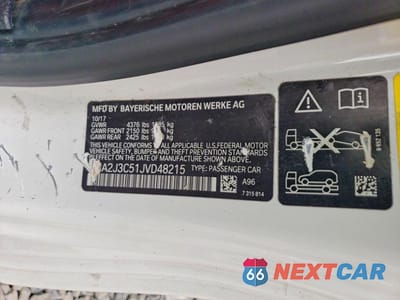 MFD BY BAYERISCHE MOTOREN WERKE AG
10/17
GVWR 4376 lbs
GAWR FRONT 2150 lbs
GAWR REAR 2425 lbs
THIS VEHICLE CONFORMS TO ALL APPLICABLE
FEDERAL MOTOR VEHICLE SAFETY
AND THEFT PREVENTION STANDARDS IN EFFECT ON
THE DATE OF MANUFACTURE SHOWN ABOVE.
A2J3C51JVD48215 TYPE: PASSENGER CAR
A96
7 315 814
66 NEXTCAR